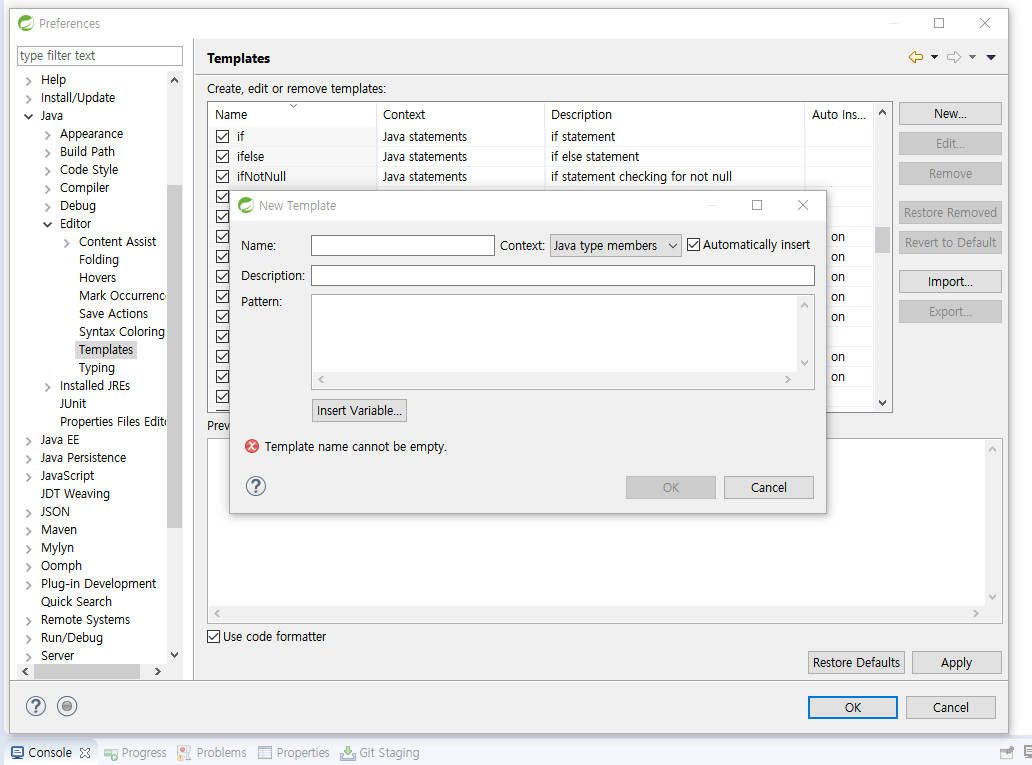 Preferences
type filter text
Help
Install/Update
Java
Appearance
Build Path
Code Style
Compiler
Debug
Editor
Content Assist
Folding
Hovers
Mark Occurrenc
Save Actions
Syntax Coloring
Templates
Typing
Installed JREs
JUnit
Properties Files Edit
Java EE
Java Persistence
JavaScript
JDT Weaving
JSON
Maven
Mylyn
Oomph
Plug-in Development
Quick Search
Remote Systems
Run/Debug
Server
Templates
Create, edit or remove templates:
Name Context Description Auto Ins...
if Java statements if statement
ifelse Java statements if else statement
ifNotNull Java statements if statement checking for not null
on
on
on
on
on
on
on
New...
Edit...
Remove
Restore Removed
Revert to Default
Import...
Export...
New Template
Name: Context: Java type members Automatically insert
Description:
Pattern:
Insert Variable...
Template name cannot be empty.
OK Cancel
Prev
Use code formatter
Restore Defaults Apply
OK Cancel
Console Progress Problems Properties Git Staging